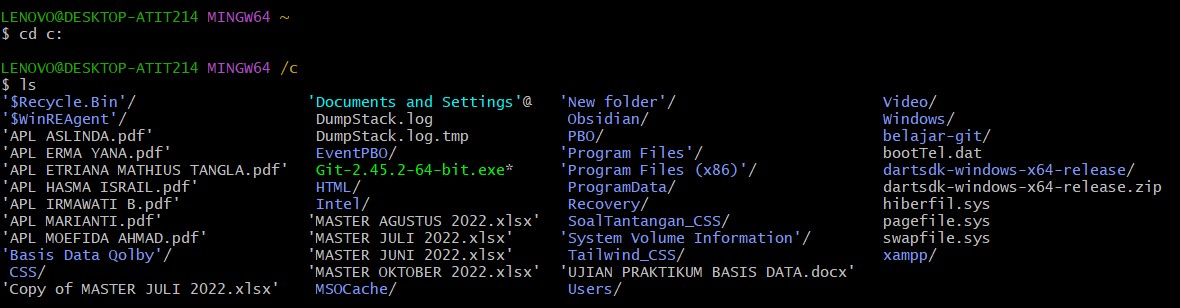 LENOVO@DESKTOP-ATIT214 MINGW64 ~
$ cd c:
LENOVO@DESKTOP-ATIT214 MINGW64 /c
$ ls
'$Recycle.Bin'/ 'Documents and Settings'@ 'New folder'/ Video/
'$WinREAgent'/ DumpStack.log Obsidian/ Windows/
'APL ASLINDA.pdf' DumpStack.log.tmp PBO/ belajar-git/
'APL ERMA YANA.pdf' EventPBO/ 'Program Files'/ bootTel.dat
'APL ETRIANA MATHIUS TANGLA.pdf' Git-2.45.2-64-bit.exe* 'Program Files (x86)'/ dartsdk-windows-x64-release/
'APL HASMA ISRAIL.pdf' HTML/ ProgramData/ dartsdk-windows-x64-release.zip
'APL IRMAWATI B.pdf' Intel/ Recovery/ hiberfil.sys
'APL MARIANTI.pdf' 'MASTER AGUSTUS 2022.xlsx' SoalTantangan_CSS/ pagefile.sys
'APL MOEFIDA AHMAD.pdf' 'MASTER JULI 2022.xlsx' 'System Volume Information'/ swapfile.sys
'Basis Data Qolby'/ 'MASTER JUNI 2022.xlsx' Tailwind_CSS/ xampp/
CSS/ 'MASTER OKTOBER 2022.xlsx' 'UJIAN PRAKTIKUM BASIS DATA.docx'
'Copy of MASTER JULI 2022.xlsx' MSOCache/ Users/